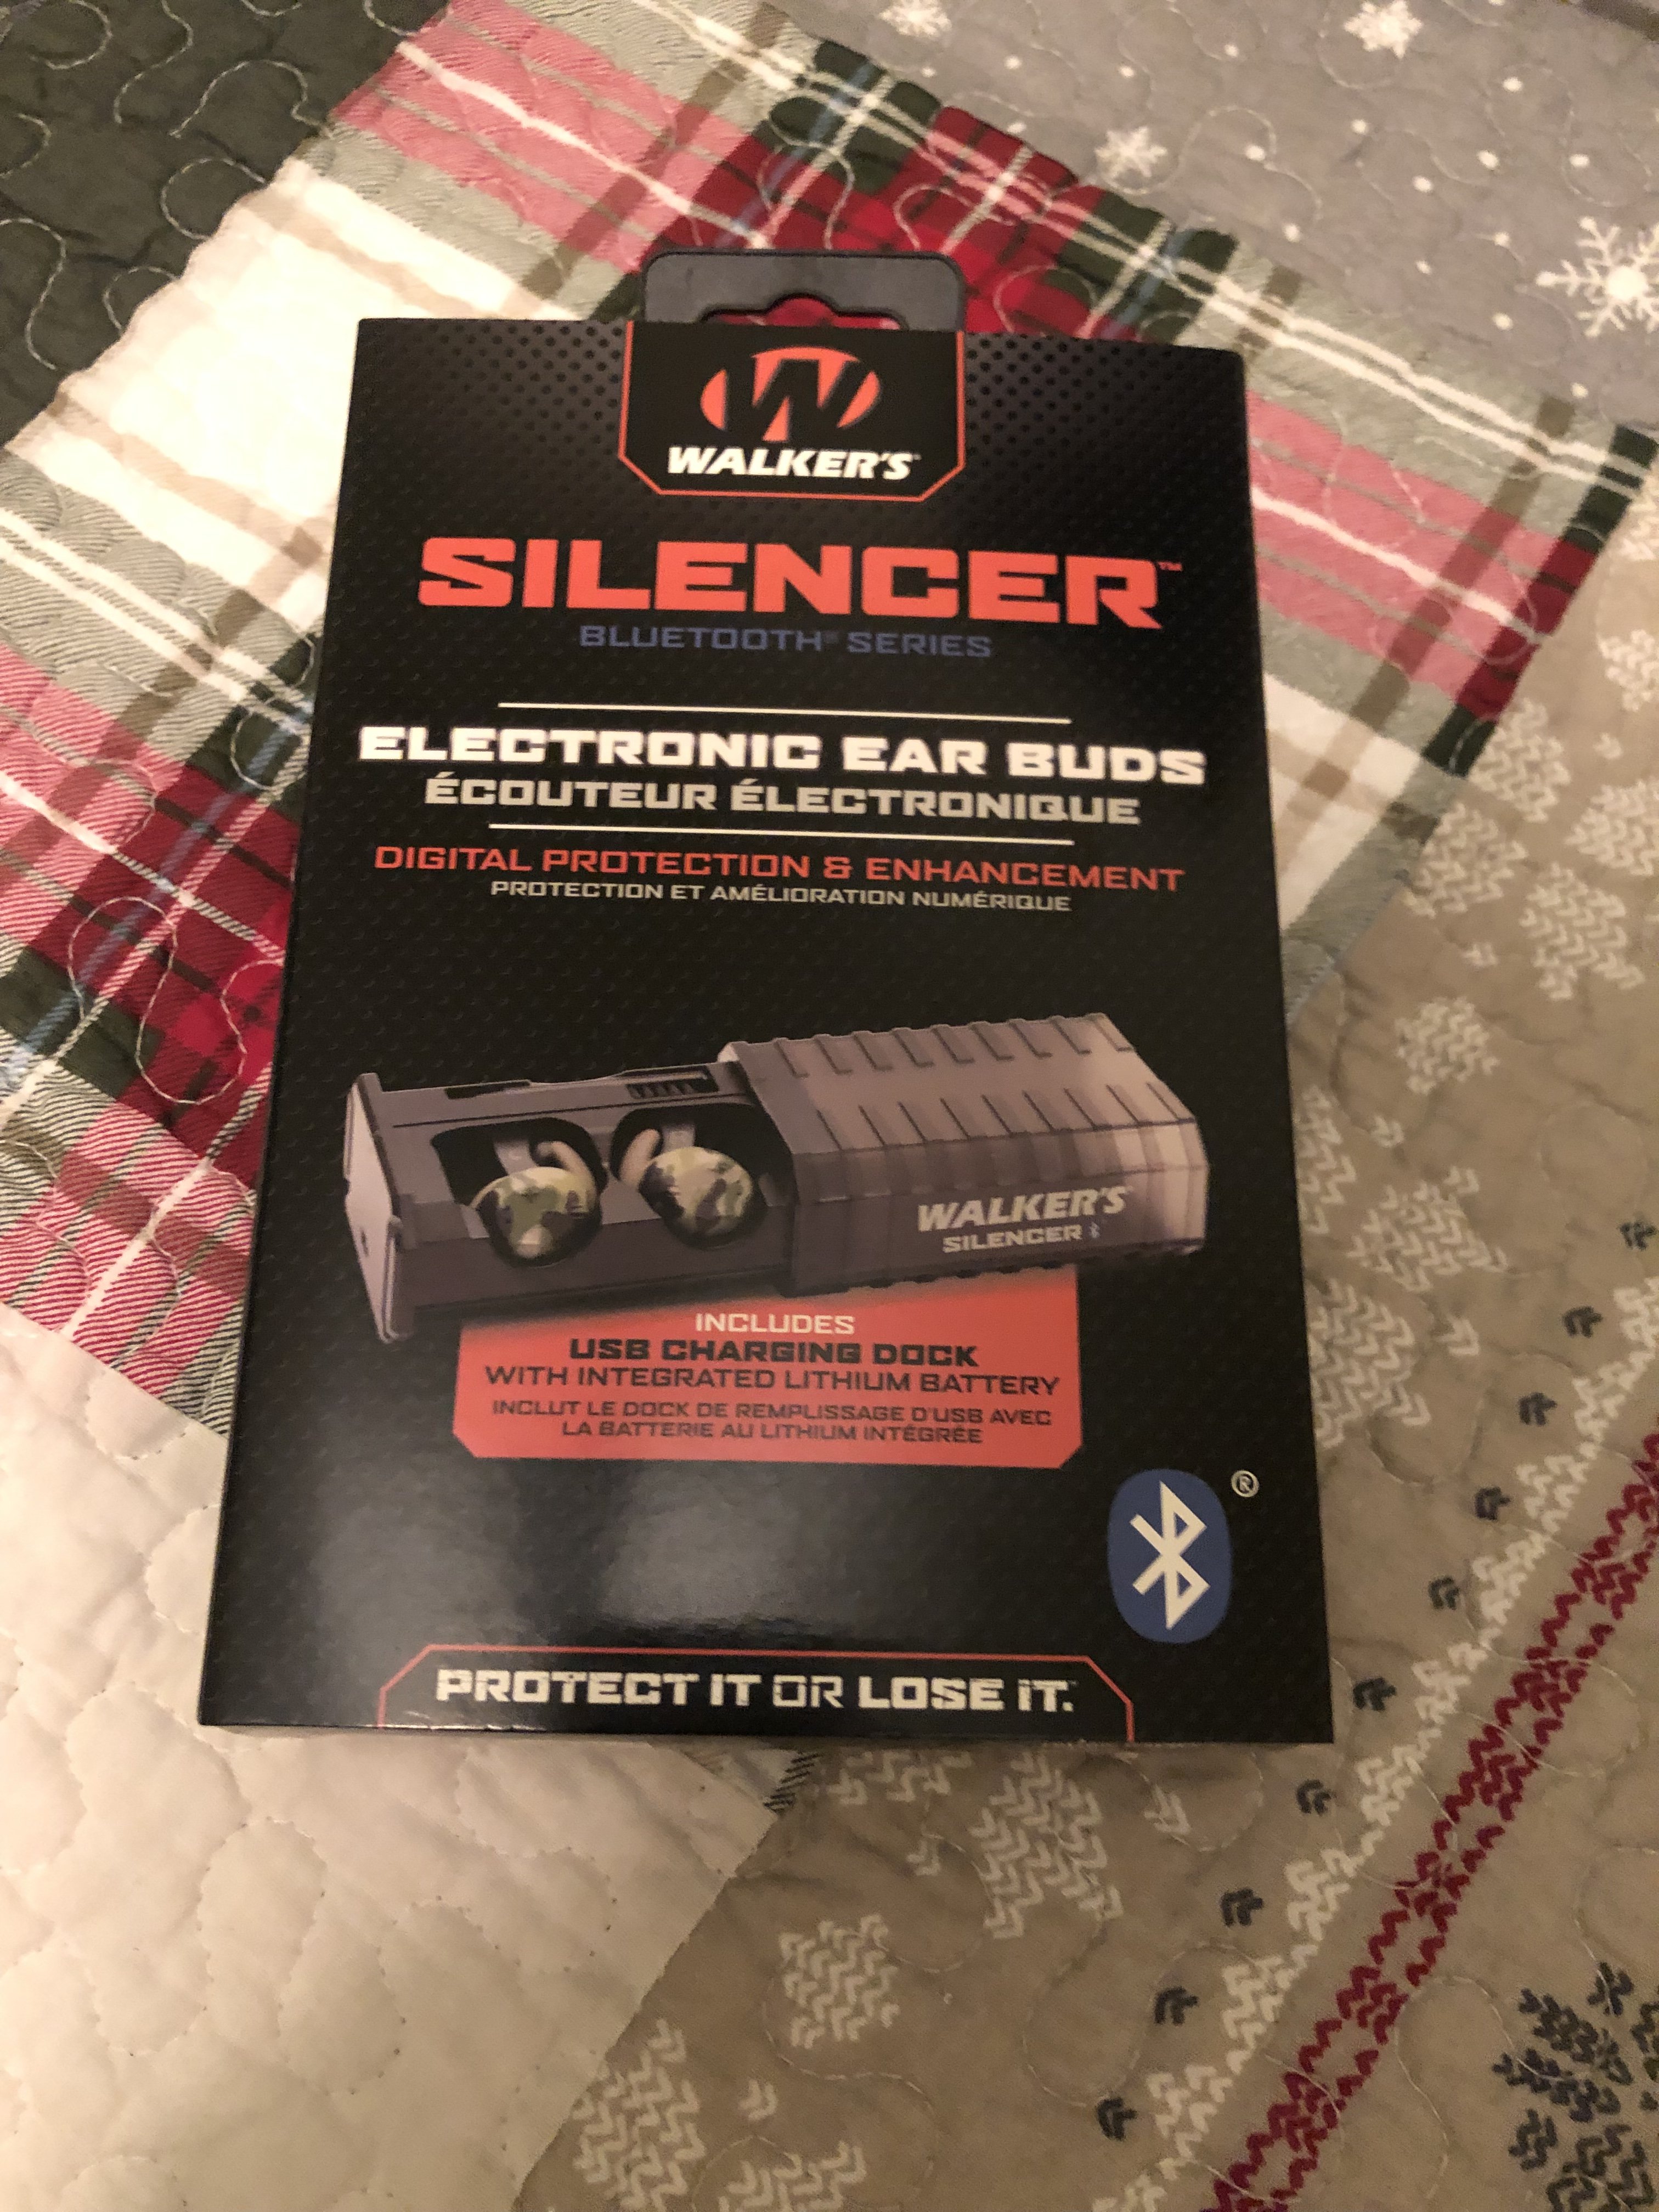 W
WALKER'S
SILENCER™
BLUETOOTH® SERIES
ELECTRONIC EAR BUDS
ÉCOUTEUR ÉLECTRONIQUE
DIGITAL PROTECTION & ENHANCEMENT
PROTECTION ET AMÉLIORATION NUMÉRIQUE
WALKER'S
SILENCER
INCLUDES
USB CHARGING DOCK
WITH INTEGRATED LITHIUM BATTERY
INCLUT LE DOCK DE REMPLISSAGE D'USB AVEC
LA BATTERIE AU LITHIUM INTÉGRÉE
®
PROTECT IT OR LOSE IT.